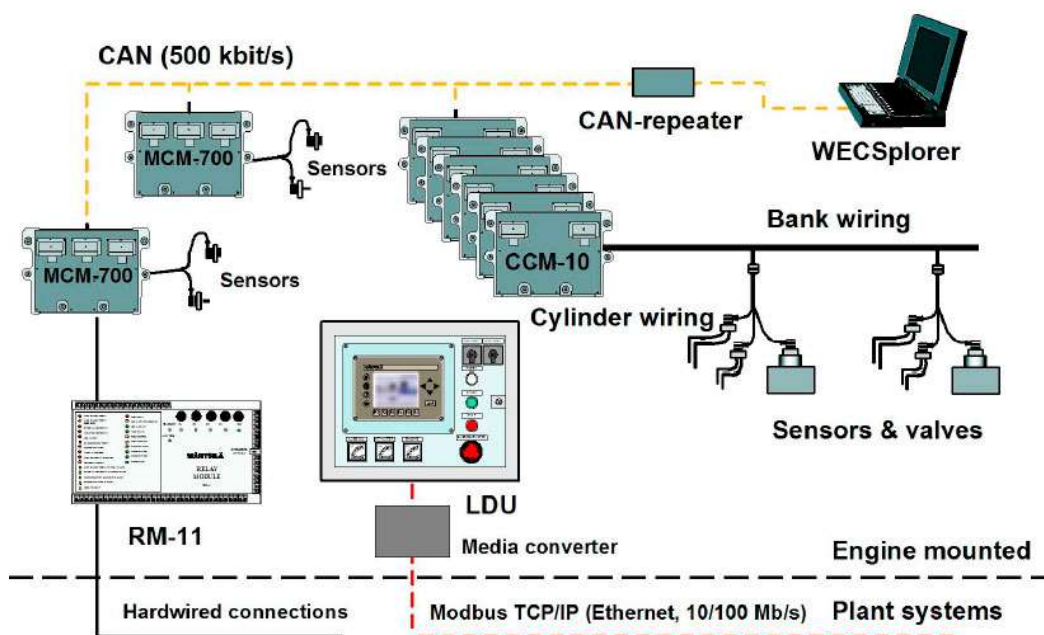 CAN (500 kbit/s)
CAN-repeater
WECSplorer
MCM-700
Sensors
MCM-700
Sensors
CCM-10
Bank wiring
Cylinder wiring
Sensors & valves
WÄRTSILÄ
RELAY
MODULE
RM-11
LDU
Media converter
Engine mounted
Hardwired connections
Modbus TCP/IP (Ethernet, 10/100 Mb/s)
Plant systems